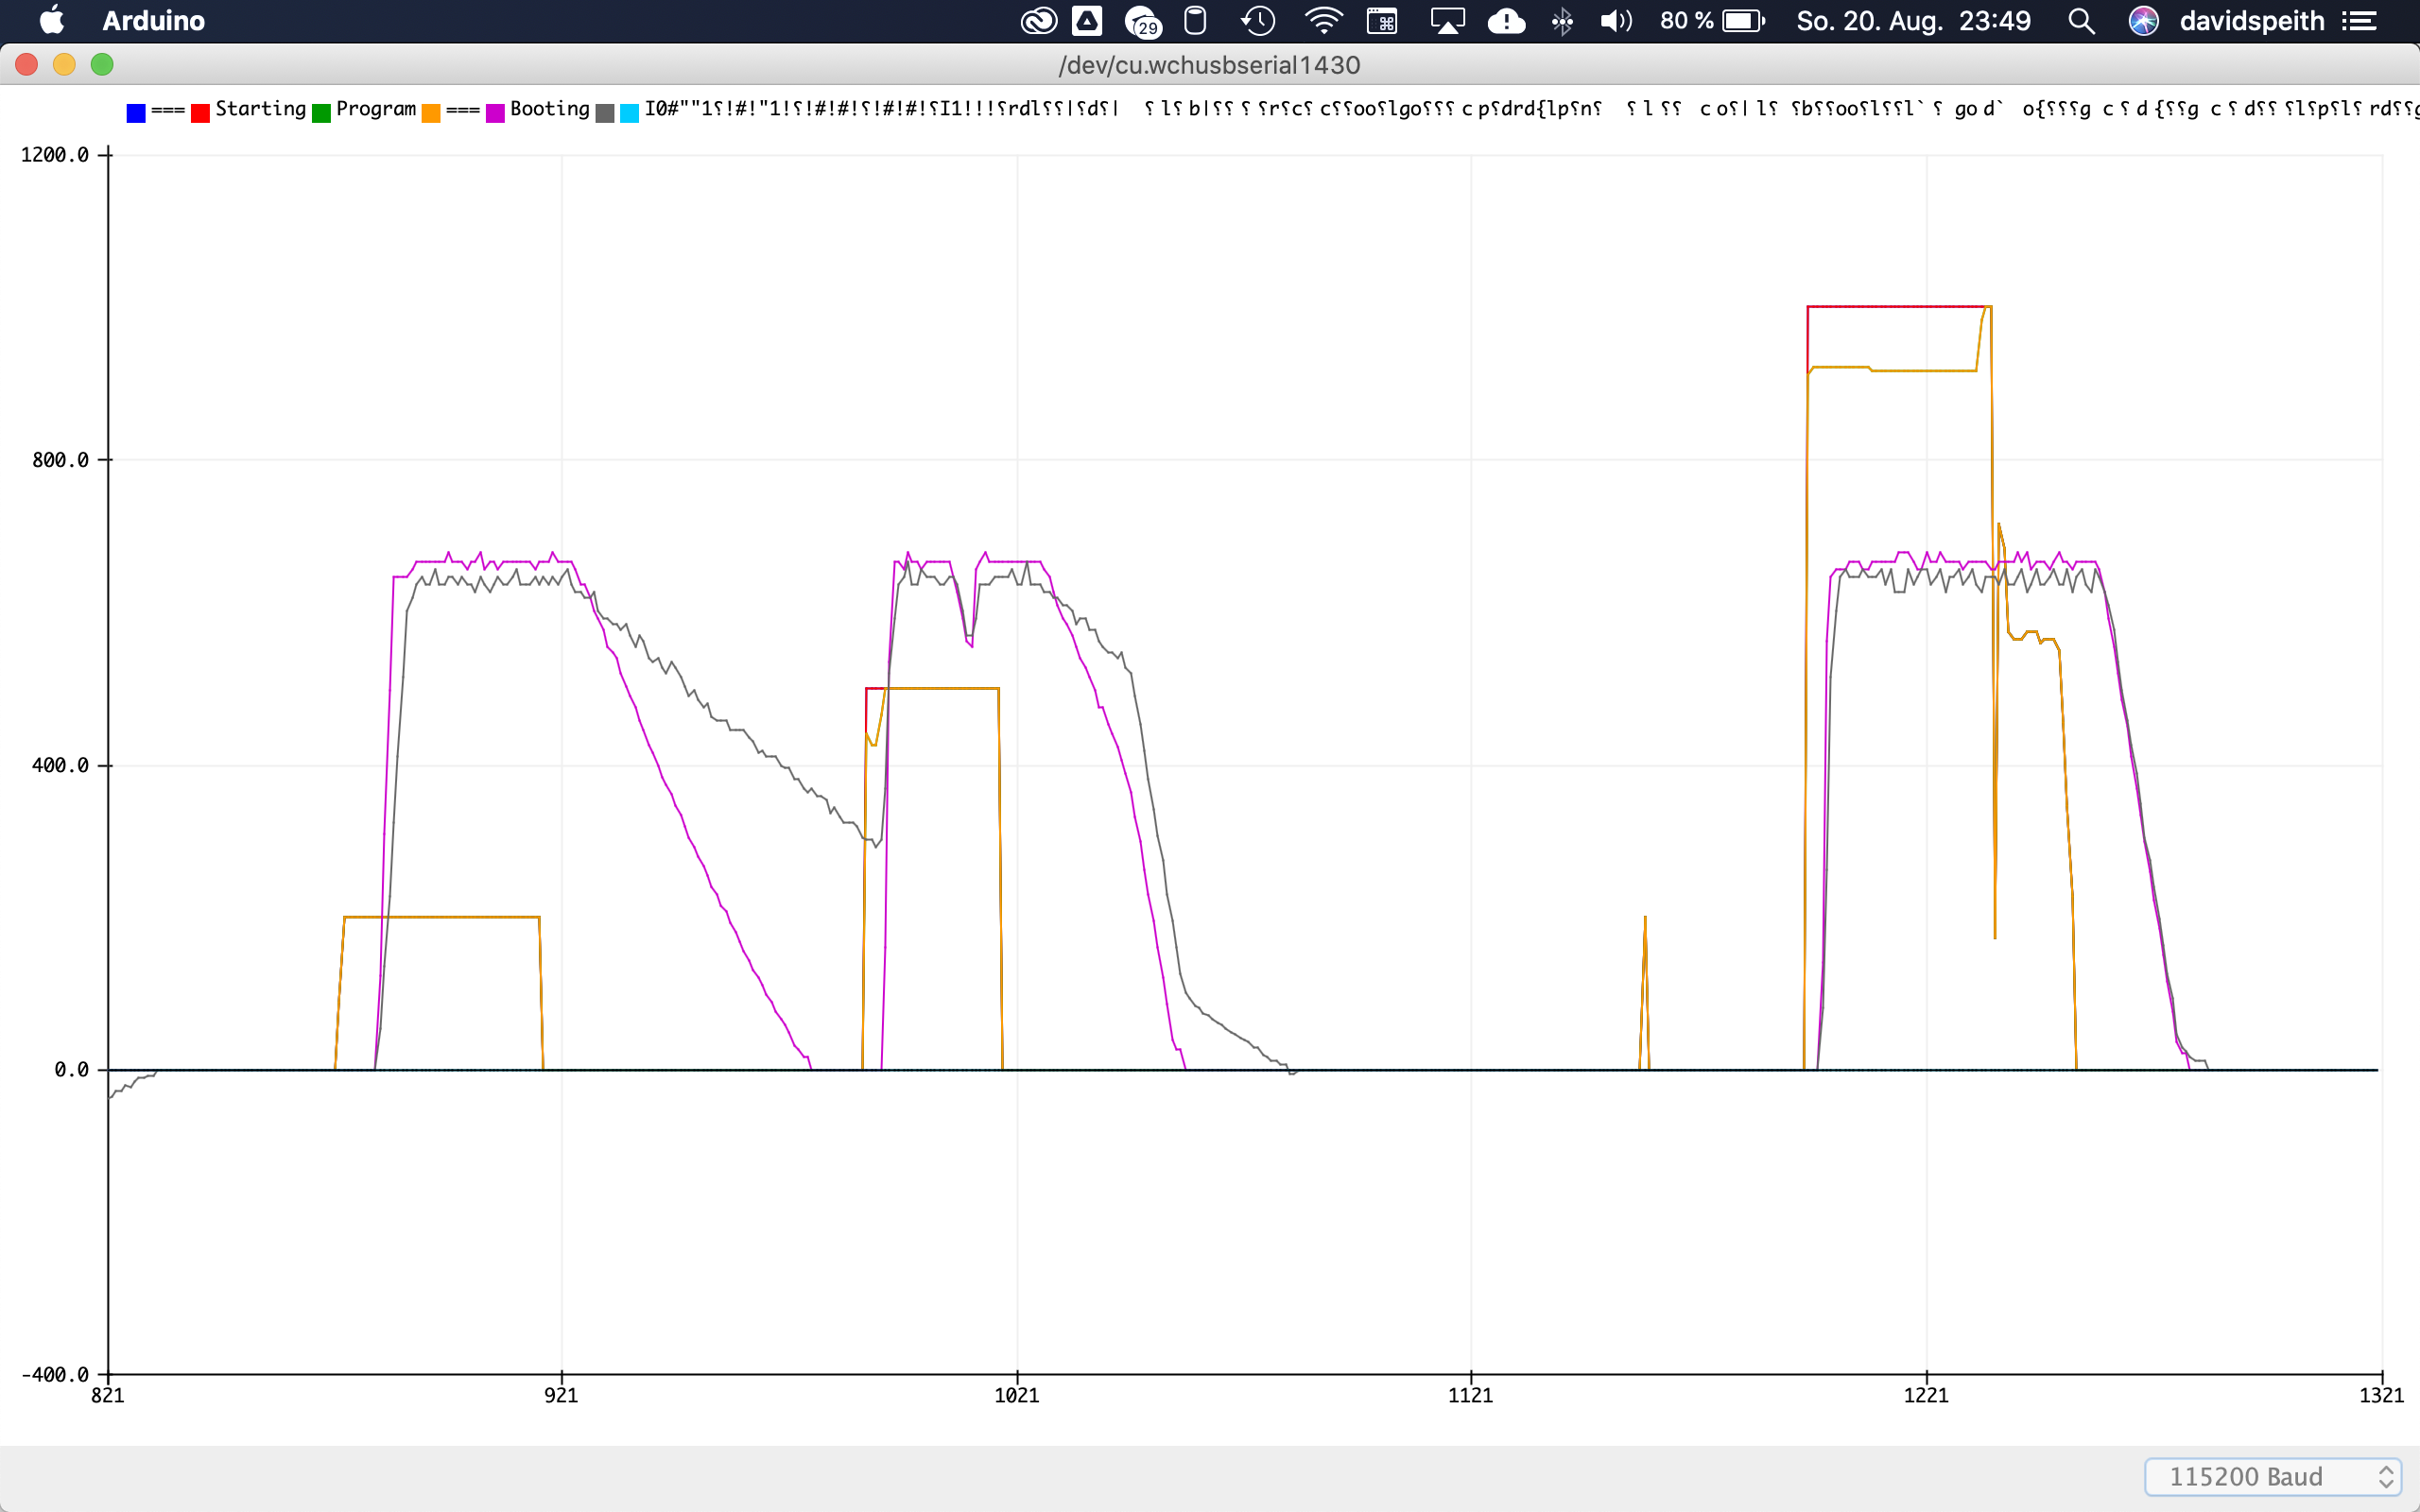 Arduino 29 80 % So. 20. Aug. 23:49 davidspeith
/dev/cu.wchusbserial1430
=== Starting Program === Booting
1200.0
800.0
400.0
0.0
-400.0
821 921 1021 1121 1221 1321
115200 Baud